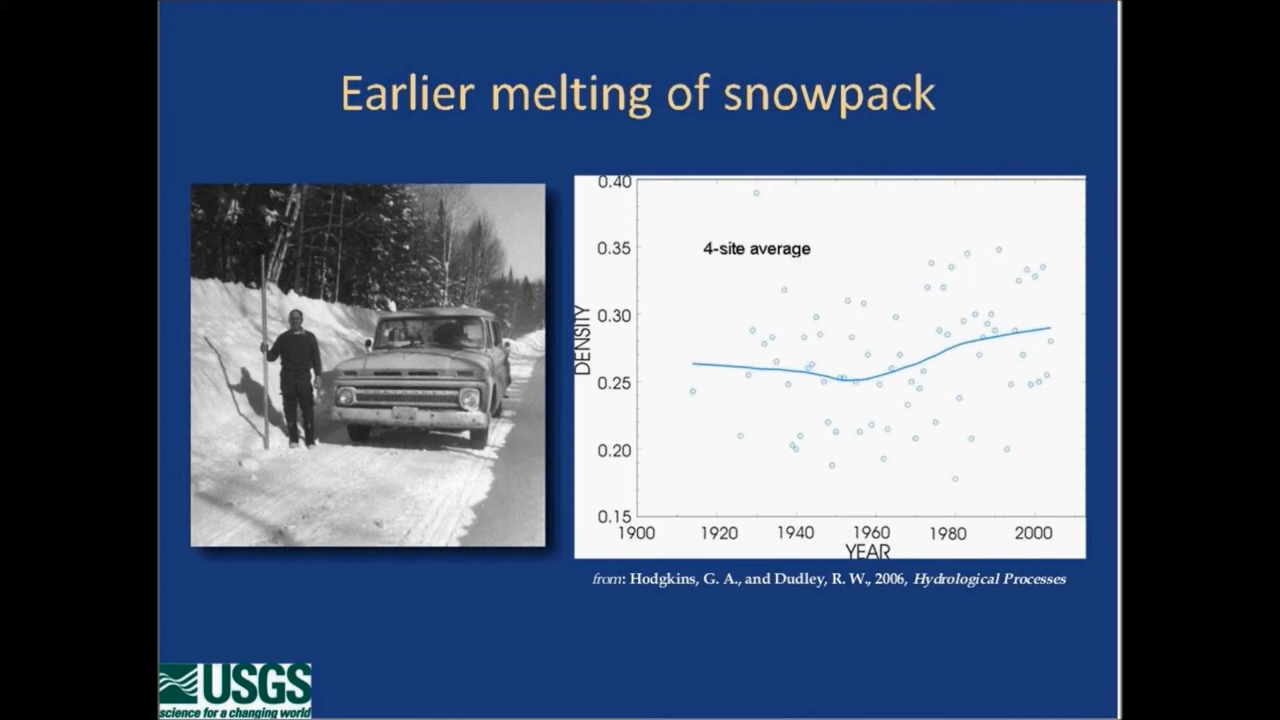 Earlier melting of snowpack
0.40
0.35
0.30
0.25
0.20
0.15
DENSITY
4-site average
1900 1920 1940 1960 1980 2000
YEAR
from: Hodgkins, G. A., and Dudley, R. W., 2006, Hydrological Processes
USGS
science for a changing world